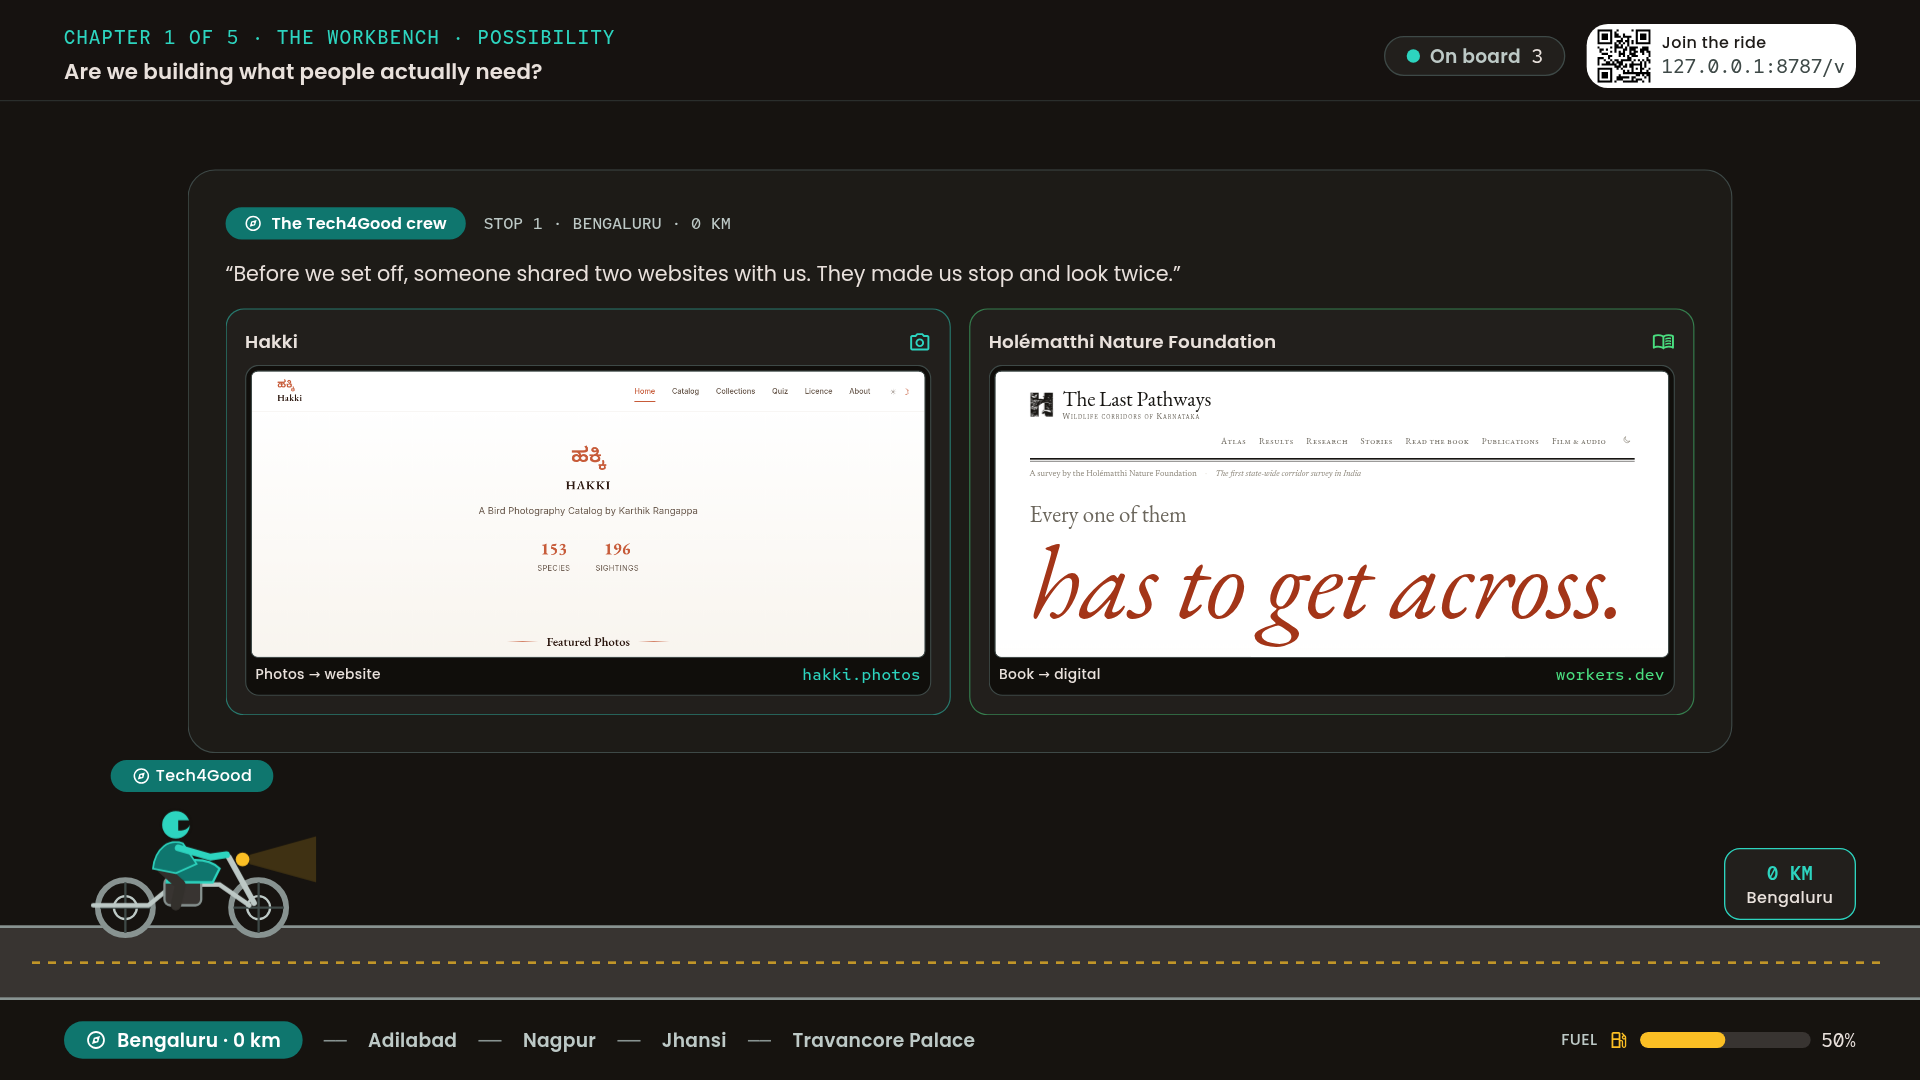 CHAPTER 1 OF 5 · THE WORKBENCH · POSSIBILITY
Are we building what people actually need?
On board 3
Join the ride
127.0.0.1:8787/v
The Tech4Good crew
STOP 1 · BENGALURU · 0 KM
“Before we set off, someone shared two websites with us. They made us stop and look twice.”
Hakki
ಹಕ್ಕಿ
Hakki
Home Catalog Collections Quiz Licence About
ಹಕ್ಕಿ
HAKKI
A Bird Photography Catalog by Karthik Rangappa
153 196
SPECIES SIGHTINGS
Featured Photos
Photos → website
hakki.photos
Holématthi Nature Foundation
The Last Pathways
Wildlife corridors of Karnataka
Atlas Results Research Stories Read the book Publications Film & audio
A survey by the Holématthi Nature Foundation The first state-wide corridor survey in India
Every one of them
has to get across.
Book → digital
workers.dev
Tech4Good
0 KM
Bengaluru
Bengaluru · 0 km — Adilabad — Nagpur — Jhansi — Travancore Palace
FUEL 50%